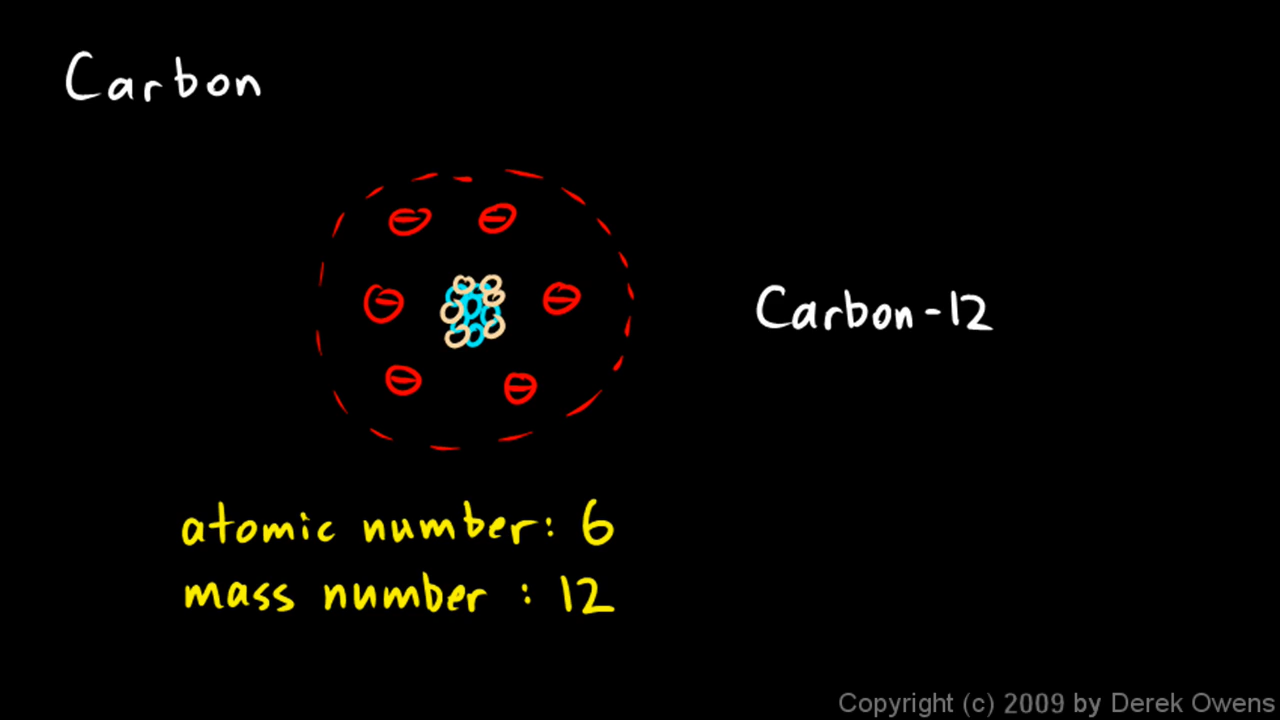 Carbon
Carbon-12
atomic number: 6
mass number : 12
Copyright (c) 2009 by Derek Owens